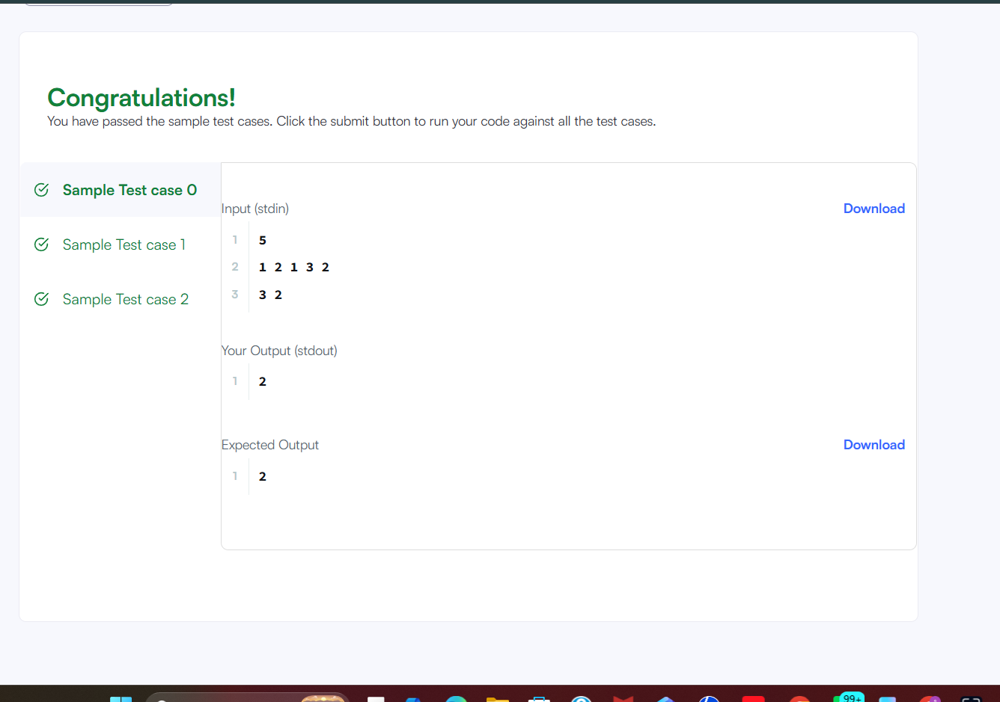 Congratulations!
You have passed the sample test cases. Click the submit button to run your code against all the test cases.
Sample Test case 0
Sample Test case 1
Sample Test case 2
Input (stdin)
Download
1 5
2 1 2 1 3 2
3 3 2
Your Output (stdout)
1 2
Expected Output
Download
1 2
99+